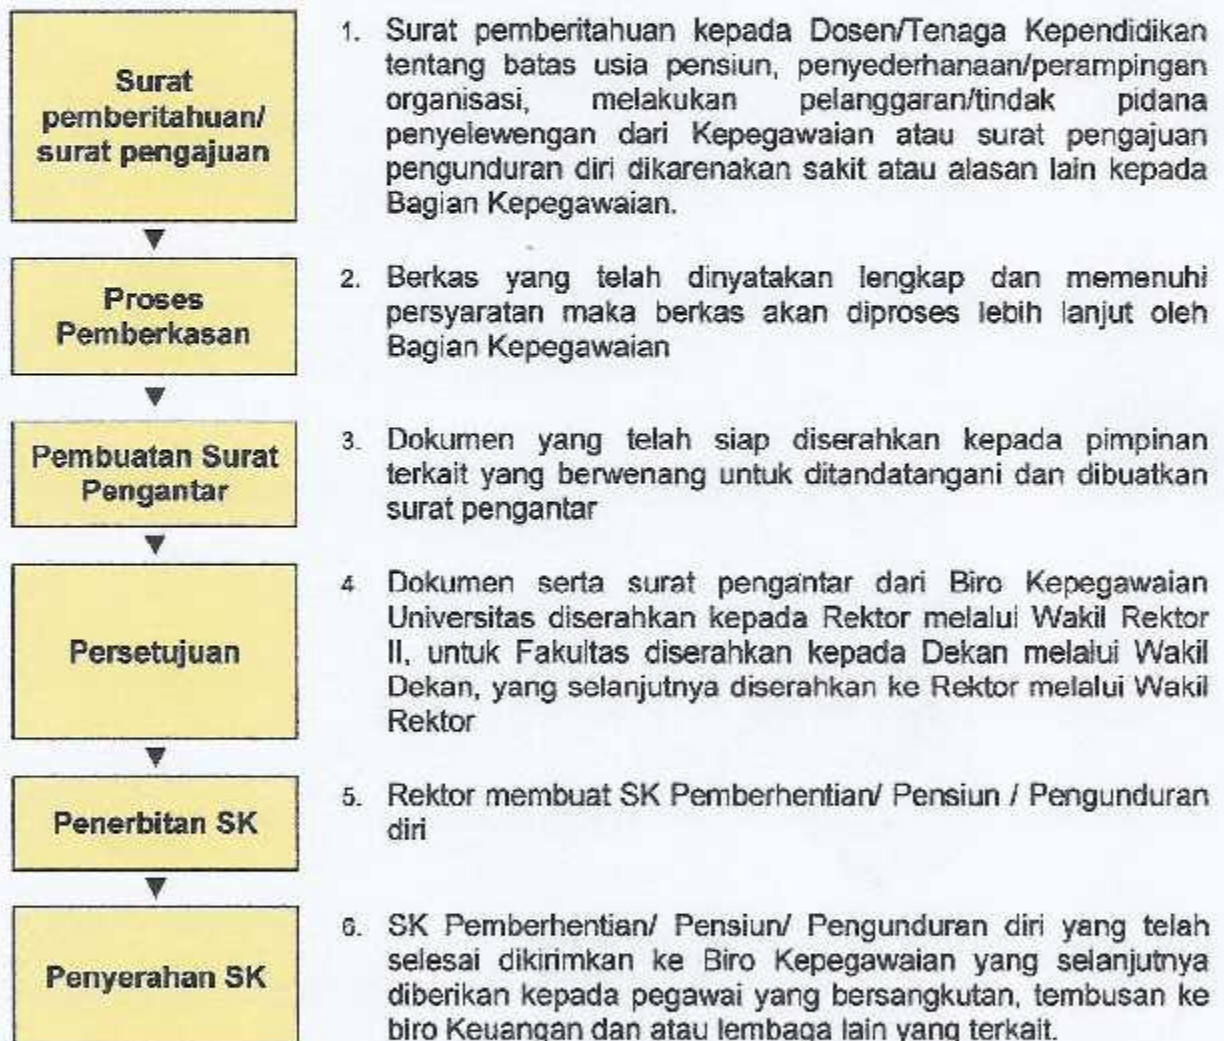 Surat
pemberitahuan/
surat pengajuan
1. Surat pemberitahuan kepada Dosen/Tenaga Kependidikan
tentang batas usia pensiun, penyederhanaan/perampingan
organisasi, melakukan pelanggaran/tindak pidana
penyelewengan dari Kepegawaian atau surat pengajuan
pengunduran diri dikarenakan sakit atau alasan lain kepada
Bagian Kepegawaian.
Proses
Pemberkasan
2. Berkas yang telah dinyatakan lengkap dan memenuhi
persyaratan maka berkas akan diproses lebih lanjut oleh
Bagian Kepegawaian
Pembuatan Surat
Pengantar
3. Dokumen yang telah siap diserahkan kepada pimpinan
terkait yang berwenang untuk ditandatangani dan dibuatkan
surat pengantar
Persetujuan
4 Dokumen serta surat pengantar dari Biro Kepegawaian
Universitas diserahkan kepada Rektor melalui Wakil Rektor
II, untuk Fakultas diserahkan kepada Dekan melalui Wakil
Dekan, yang selanjutnya diserahkan ke Rektor melalui Wakil
Rektor
Penerbitan SK
5. Rektor membuat SK Pemberhentian/ Pensiun / Pengunduran
diri
Penyerahan SK
6. SK Pemberhentian/ Pensiun/ Pengunduran diri yang telah
selesai dikirimkan ke Biro Kepegawaian yang selanjutnya
diberikan kepada pegawai yang bersangkutan, tembusan ke
biro Keuangan dan atau lembaga lain yang terkait.